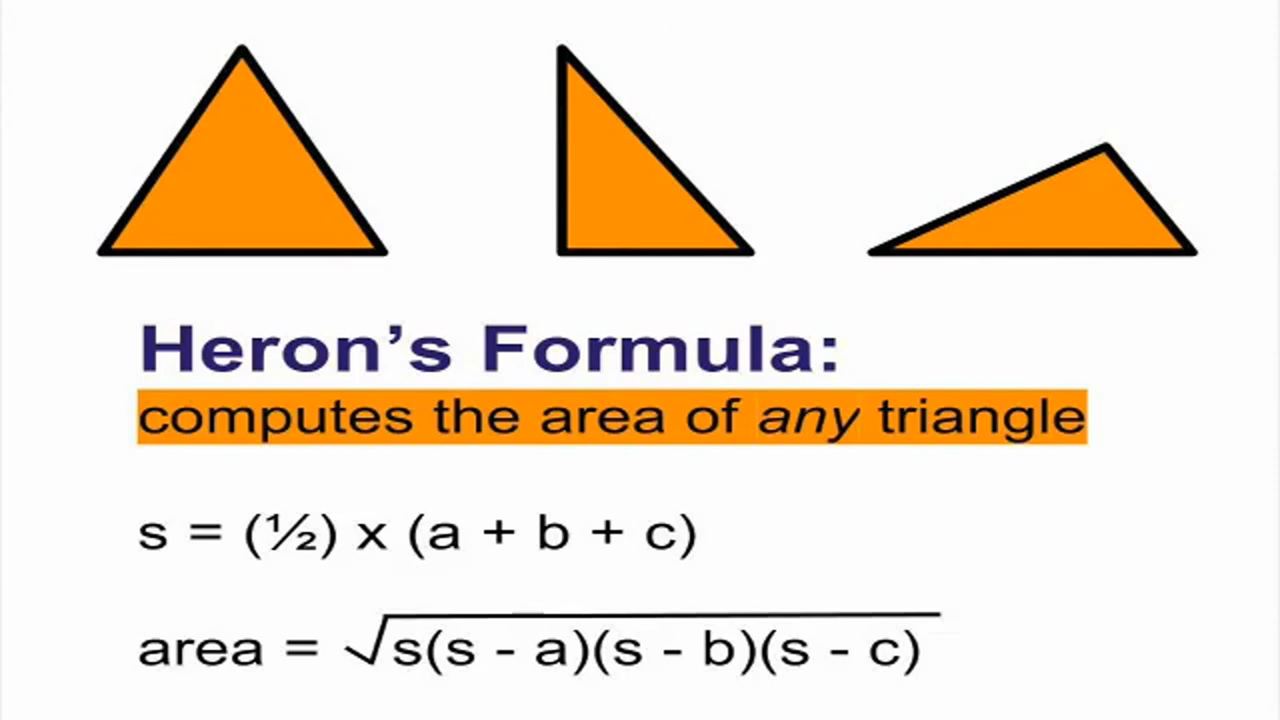 Heron’s Formula:
computes the area of any triangle
s = (½) x (a + b + c)
area = √s(s - a)(s - b)(s - c)